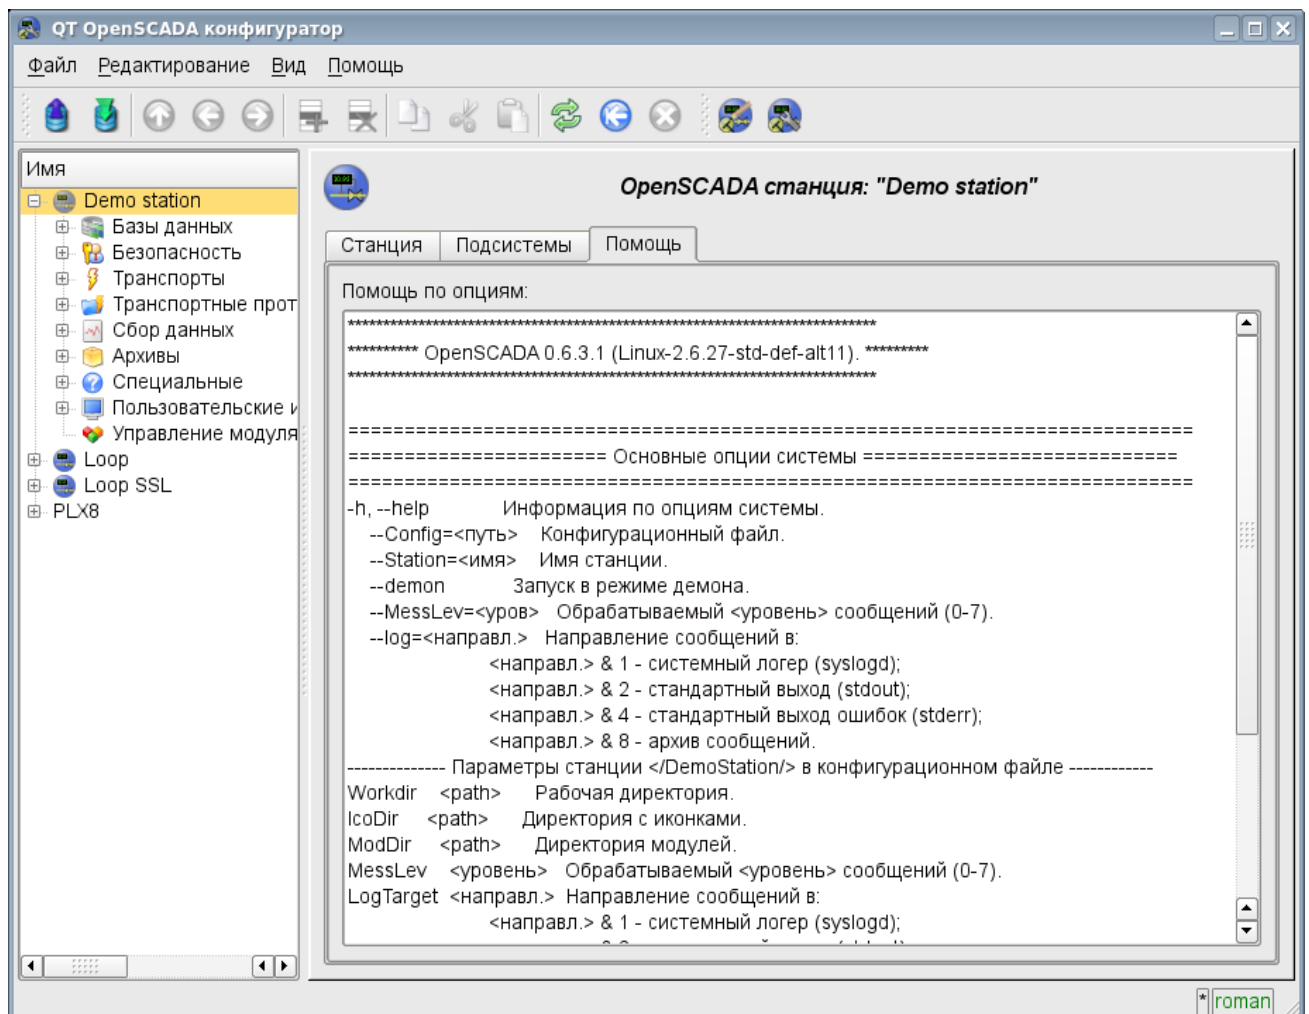 QT OpenSCADA конфигуратор
Файл Редактирование Вид Помощь
Имя
Demo station
Базы данных
Безопасность
Транспорты
Транспортные прот
Сбор данных
Архивы
Специальные
Пользовательские и
Управление модуля
Loop
Loop SSL
PLX8
OpenSCADA станция: "Demo station"
Станция Подсистемы Помощь
Помощь по опциям:
***************************************************************************
********** OpenSCADA 0.6.3.1 (Linux-2.6.27-std-def-alt11). *********
***************************************************************************
===========================================================================
======================= Основные опции системы ============================
===========================================================================
-h, --help Информация по опциям системы.
--Config=<путь> Конфигурационный файл.
--Station=<имя> Имя станции.
--demon Запуск в режиме демона.
--MessLev=<уров> Обрабатываемый <уровень> сообщений (0-7).
--log=<направл.> Направление сообщений в:
<направл.> & 1 - системный логер (syslogd);
<направл.> & 2 - стандартный выход (stdout);
<направл.> & 4 - стандартный выход ошибок (stderr);
<направл.> & 8 - архив сообщений.
-------------- Параметры станции </DemoStation/> в конфигурационном файле ------------
Workdir <path> Рабочая директория.
IcoDir <path> Директория с иконками.
ModDir <path> Директория модулей.
MessLev <уровень> Обрабатываемый <уровень> сообщений (0-7).
LogTarget <направл.> Направление сообщений в:
<направл.> & 1 - системный логер (syslogd);
* roman